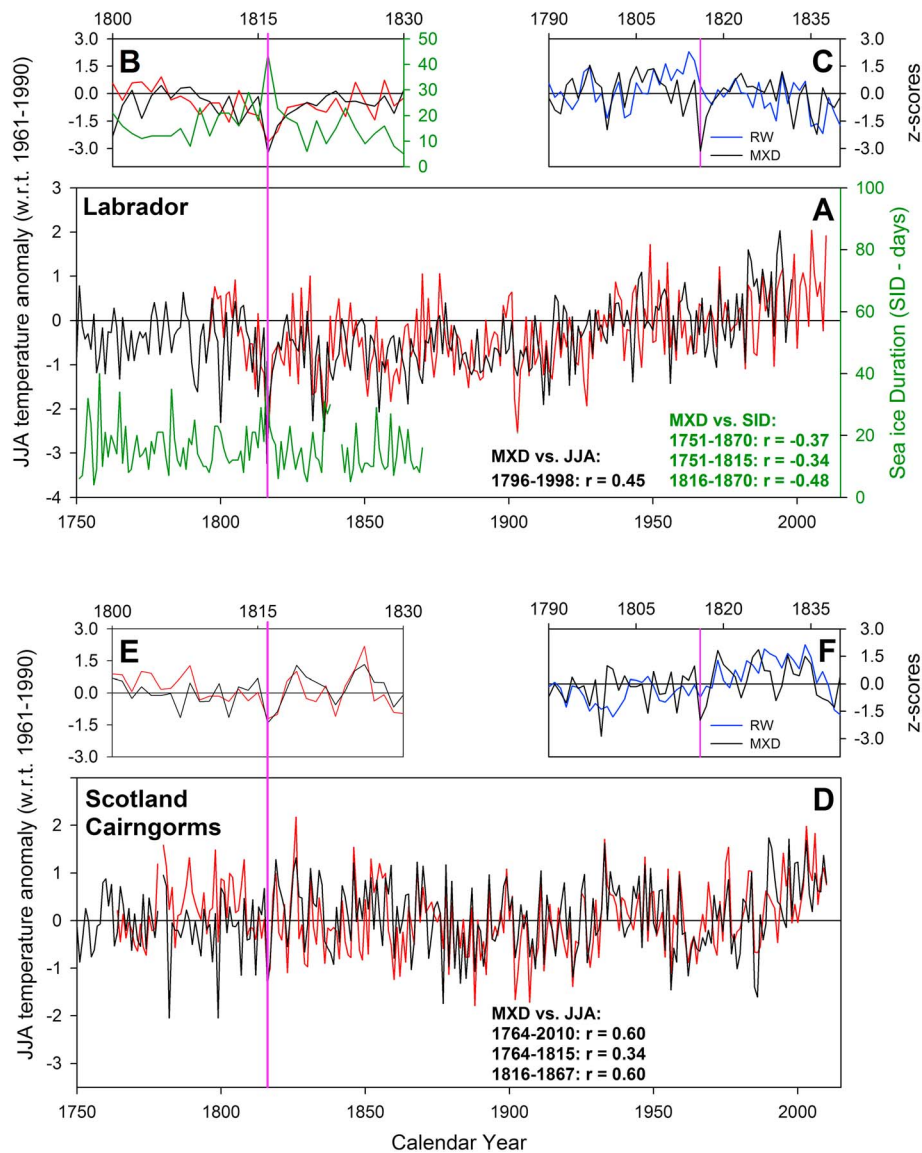 1800 1815 1830
1790 1805 1820 1835
B
3.0
1.5
0.0
-1.5
-3.0
50
40
30
20
10
0
C
RW
MXD
3.0
1.5
0.0
-1.5
-3.0
z-scores
JJA temperature anomaly (w.r.t. 1961-1990)
Labrador
A
3
2
1
0
-1
-2
-3
-4
100
80
60
40
20
0
Sea ice Duration (SID - days)
MXD vs. JJA:
1796-1998: r = 0.45
MXD vs. SID:
1751-1870: r = -0.37
1751-1815: r = -0.34
1816-1870: r = -0.48
1750 1800 1850 1900 1950 2000
1800 1815 1830
1790 1805 1820 1835
E
3.0
1.5
0.0
-1.5
-3.0
F
RW
MXD
3.0
1.5
0.0
-1.5
-3.0
z-scores
JJA temperature anomaly (w.r.t. 1961-1990)
Scotland
Cairngorms
D
2
1
0
-1
-2
-3
MXD vs. JJA:
1764-2010: r = 0.60
1764-1815: r = 0.34
1816-1867: r = 0.60
1750 1800 1850 1900 1950 2000
Calendar Year